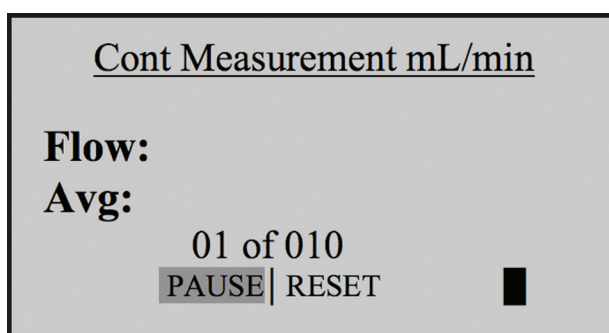 Cont Measurement mL/min
Flow:
Avg:
01 of 010
PAUSE| RESET